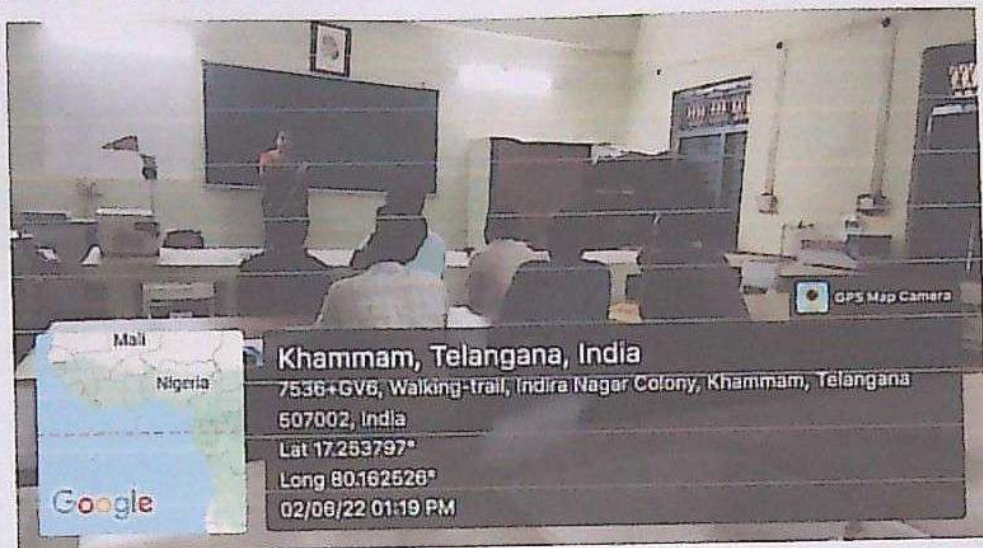 GPS Map Camera
Mali
Nigeria
Google
Khammam, Telangana, India
7536+GV6, Walking-trail, Indira Nagar Colony, Khammam, Telangana
507002, India
Lat 17.253797°
Long 80.162526°
02/06/22 01:19 PM